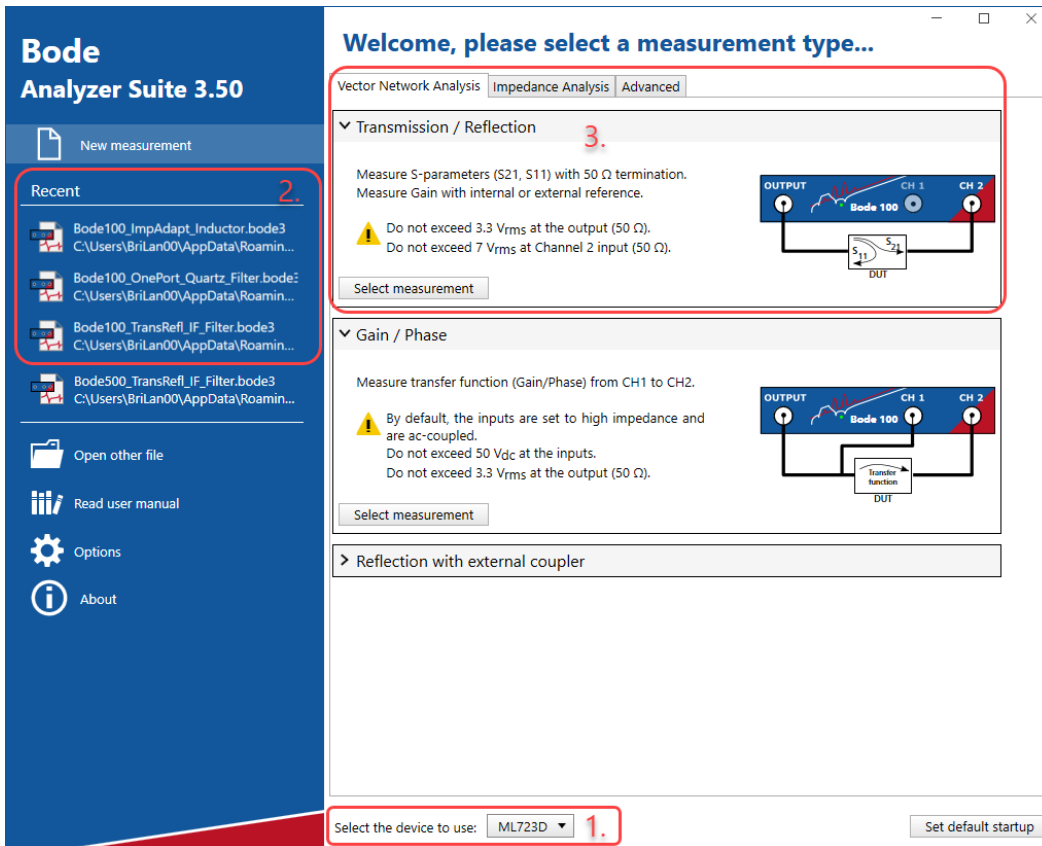 Bode
Analyzer Suite 3.50
New measurement
Recent
2.
Bode100_ImpAdapt_Inductor.bode3
C:\Users\BriLan00\AppData\Roamin...
Bode100_OnePort_Quartz_Filter.bode3
C:\Users\BriLan00\AppData\Roamin...
Bode100_TransRefl_IF_Filter.bode3
C:\Users\BriLan00\AppData\Roamin...
Bode500_TransRefl_IF_Filter.bode3
C:\Users\BriLan00\AppData\Roamin...
Open other file
Read user manual
Options
About
Welcome, please select a measurement type...
Vector Network Analysis Impedance Analysis Advanced
Transmission / Reflection
3.
Measure S-parameters (S21, S11) with 50 Ω termination.
Measure Gain with internal or external reference.
Do not exceed 3.3 Vrms at the output (50 Ω).
Do not exceed 7 Vrms at Channel 2 input (50 Ω).
Select measurement
OUTPUT CH 1 CH 2
Bode 100
S11 S21
DUT
Gain / Phase
Measure transfer function (Gain/Phase) from CH1 to CH2.
By default, the inputs are set to high impedance and
are ac-coupled.
Do not exceed 50 Vdc at the inputs.
Do not exceed 3.3 Vrms at the output (50 Ω).
Select measurement
OUTPUT CH 1 CH 2
Bode 100
Transfer
function
DUT
Reflection with external coupler
Select the device to use: ML723D 1.
Set default startup